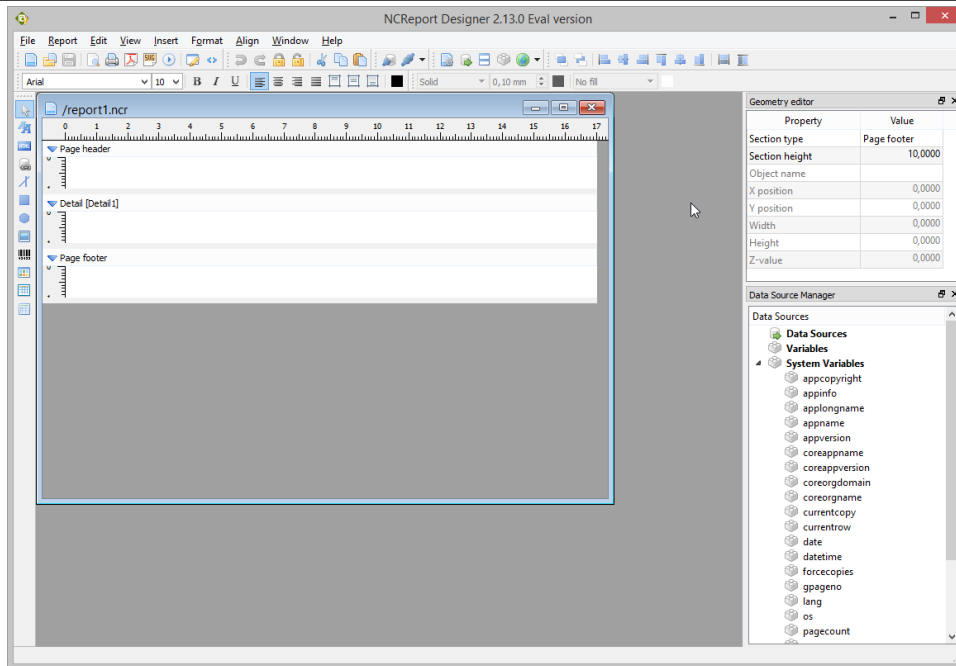 NCReport Designer 2.13.0 Eval version
File Report Edit View Insert Format Align Window Help
Arial 10 B I U Solid 0,10 mm No fill
/report1.ncr
0 1 2 3 4 5 6 7 8 9 10 11 12 13 14 15 16 17
Page header
0
Detail [Detail1]
0
Page footer
0
Geometry editor
Property Value
Section type Page footer
Section height 10,0000
Object name
X position 0,0000
Y position 0,0000
Width 0,0000
Height 0,0000
Z-value 0,0000
Data Source Manager
Data Sources
Data Sources
Variables
System Variables
appcopyright
appinfo
applongname
appname
appversion
coreappname
coreappversion
coreorgdomain
coreorgname
currentcopy
currentrow
date
datetime
forcecopies
gpageno
lang
os
pagecount